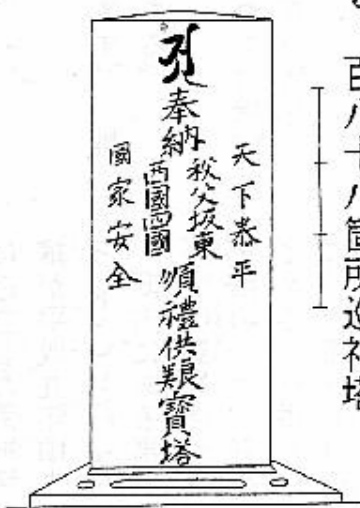 百八十八箇所巡礼塔
天下泰平
奉納
秩父坂東
西國四國
順禮供養寶塔
國家安全